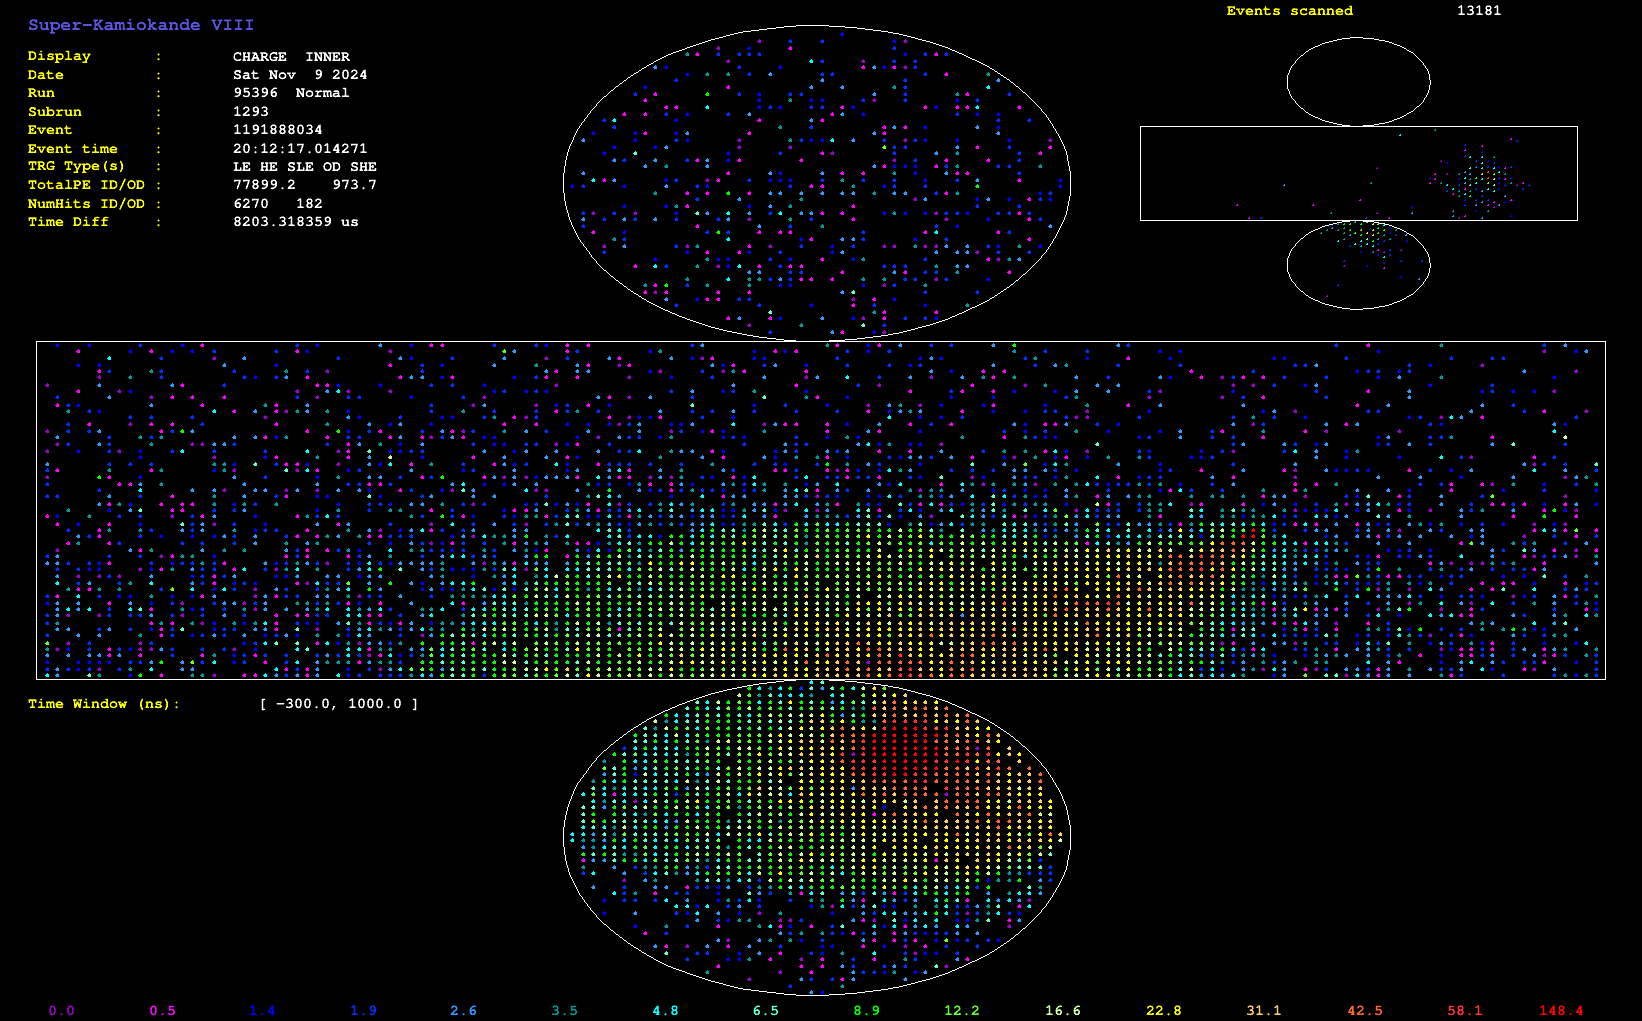 Super-Kamiokande VIII
Events scanned 13181
Display : CHARGE INNER
Date : Sat Nov 9 2024
Run : 95396 Normal
Subrun : 1293
Event : 1191888034
Event time : 20:12:17.014271
TRG Type(s) : LE HE SLE OD SHE
TotalPE ID/OD : 77899.2 973.7
NumHits ID/OD : 6270 182
Time Diff : 8203.318359 us
Time Window (ns): [ -300.0, 1000.0 ]
0.0 0.5 1.4 1.9 2.6 3.5 4.8 6.5 8.9 12.2 16.6 22.8 31.1 42.5 58.1 148.4